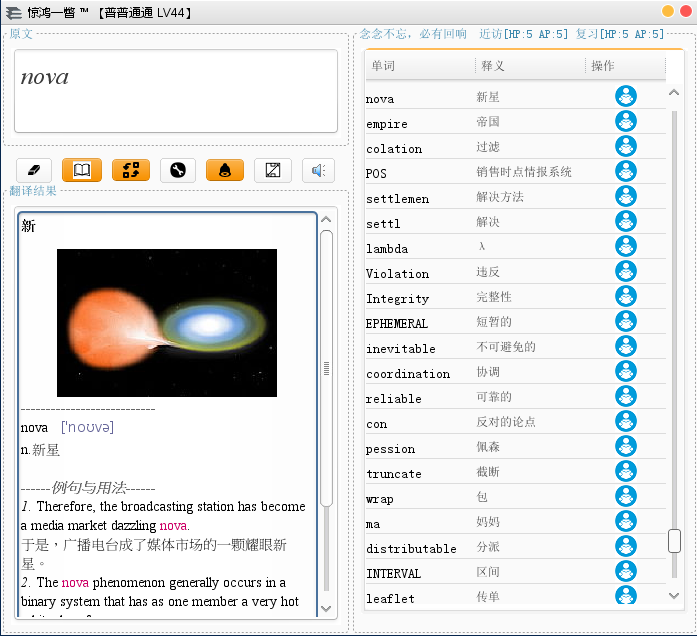 惊鸿一瞥 ™ 【普普通通 LV44】
原文
nova
翻译结果
新
----------------------------
nova ['noʊvə]
n.新星
------例句与用法------
1. Therefore, the broadcasting station has become
a media market dazzling nova.
于是，广播电台成了媒体市场的一颗耀眼新
星。
2. The nova phenomenon generally occurs in a
binary system that has as one member a very hot
念念不忘，必有回响 近访[HP:5 AP:5] 复习[HP:5 AP:5]
单词 释义 操作
nova 新星
empire 帝国
colation 过滤
POS 销售时点情报系统
settlemen 解决方法
settl 解决
lambda λ
Violation 违反
Integrity 完整性
EPHEMERAL 短暂的
inevitable 不可避免的
coordination 协调
reliable 可靠的
con 反对的论点
pession 佩森
truncate 截断
wrap 包
ma 妈妈
distributable 分派
INTERVAL 区间
leaflet 传单